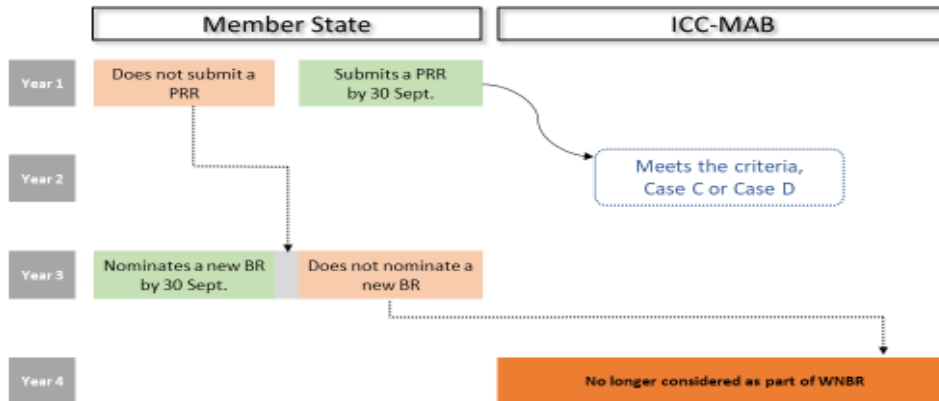 Member State
ICC-MAB
Year 1
Does not submit a
PRR
Submits a PRR
by 30 Sept.
Year 2
Meets the criteria,
Case C or Case D
Year 3
Nominates a new BR
by 30 Sept.
Does not nominate a
new BR
Year 4
No longer considered as part of WNBR